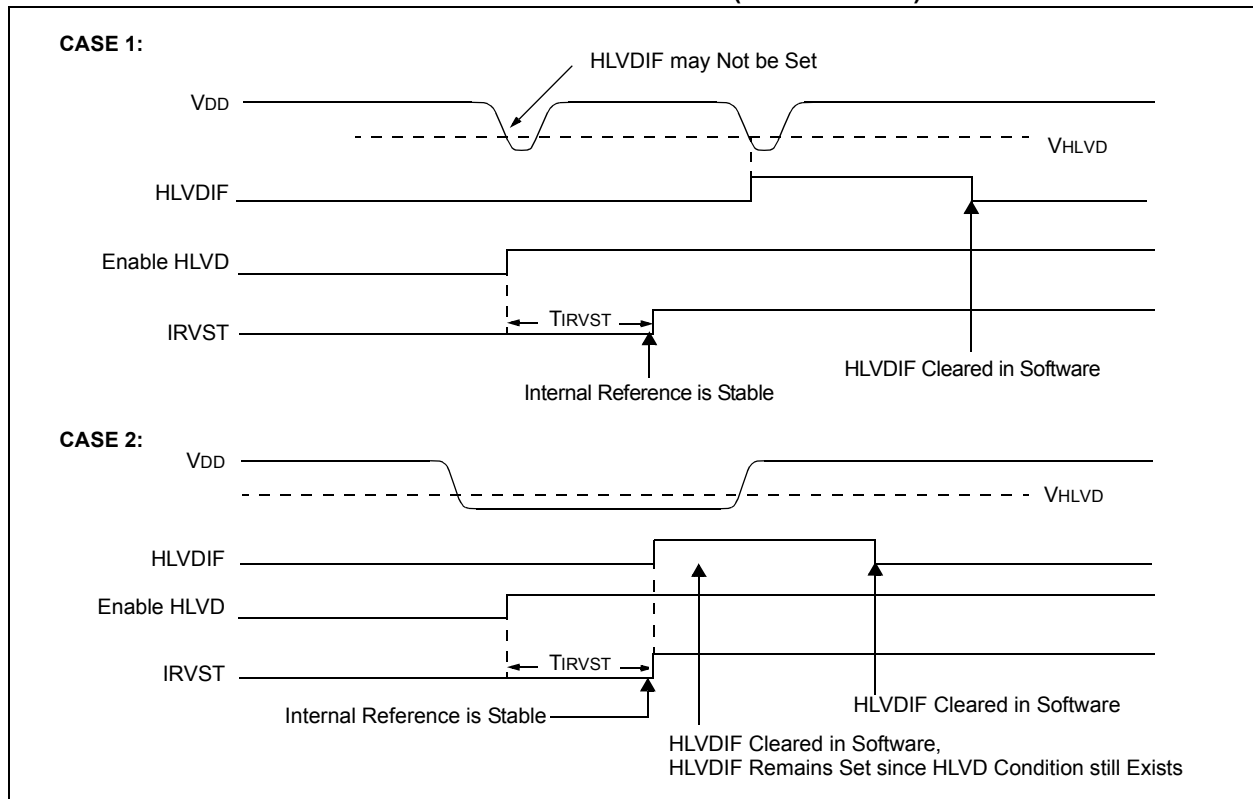 CASE 1:
HLVDIF may Not be Set
VDD
VHLVD
HLVDIF
Enable HLVD
TIRVST
IRVST
HLVDIF Cleared in Software
Internal Reference is Stable
CASE 2:
VDD
VHLVD
HLVDIF
Enable HLVD
TIRVST
IRVST
HLVDIF Cleared in Software
Internal Reference is Stable
HLVDIF Cleared in Software,
HLVDIF Remains Set since HLVD Condition still Exists